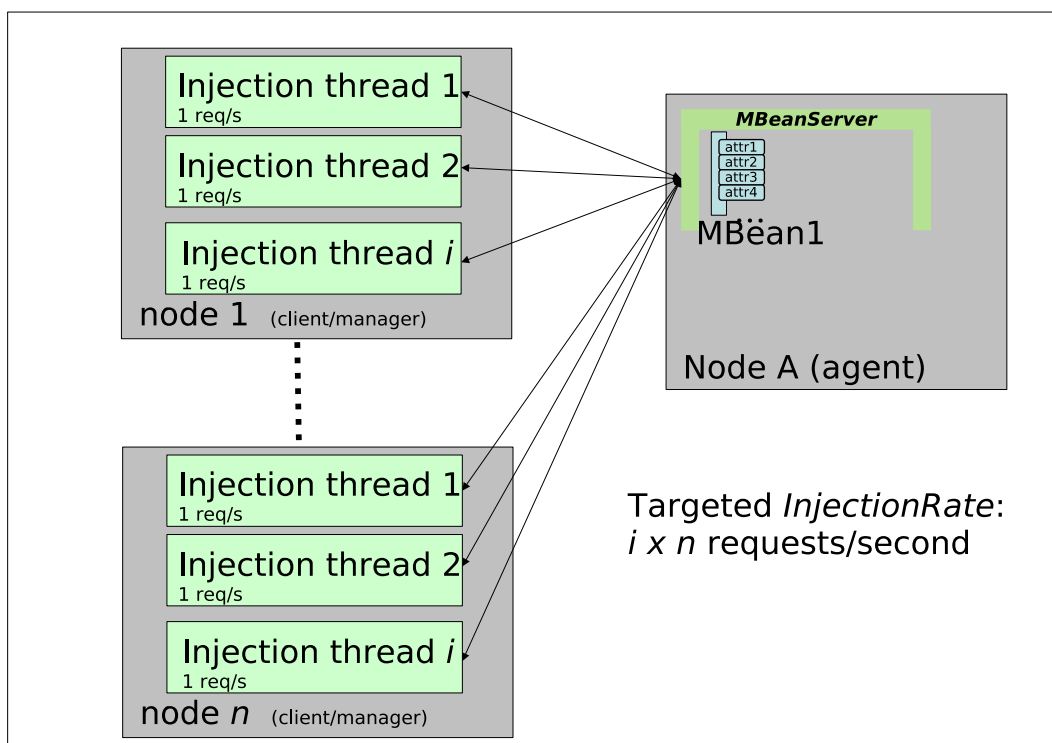 Injection thread 1
1 req/s
Injection thread 2
1 req/s
Injection thread i
1 req/s
node 1 (client/manager)
MBeanServer
attr1
attr2
attr3
attr4
...
MBean1
Node A (agent)
Injection thread 1
1 req/s
Injection thread 2
1 req/s
Injection thread i
1 req/s
node n (client/manager)
Targeted InjectionRate:
i x n requests/second